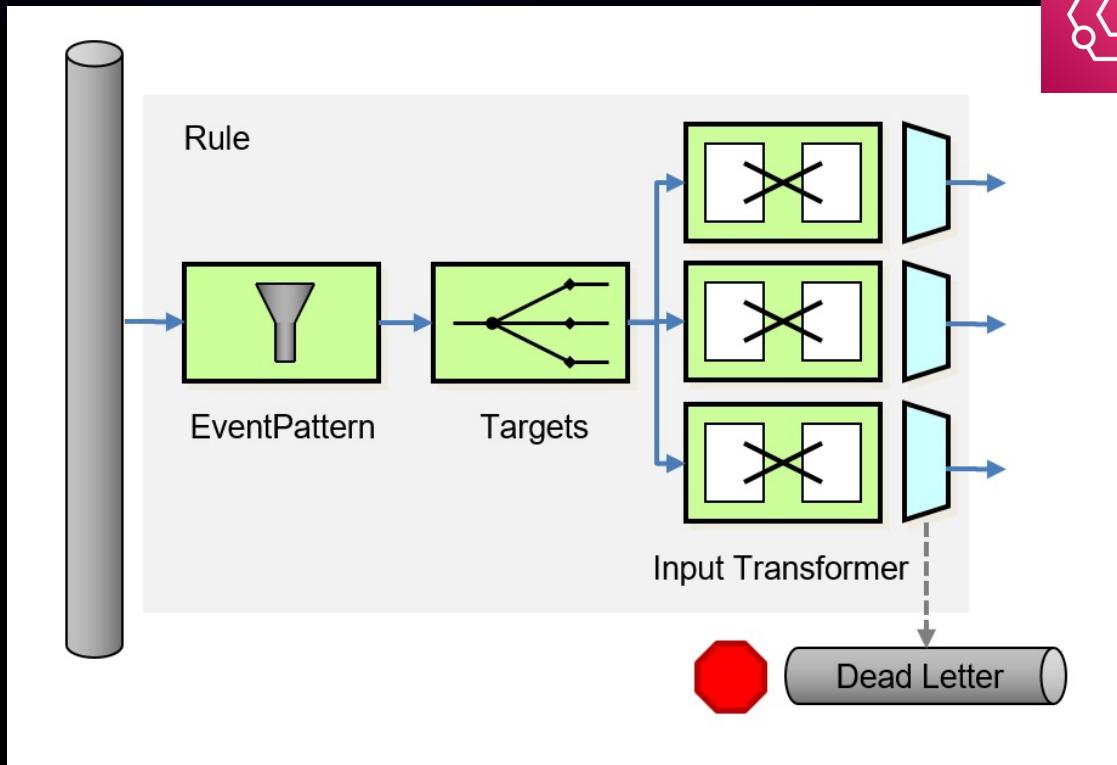 Rule
EventPattern
Targets
Input Transformer
Dead Letter